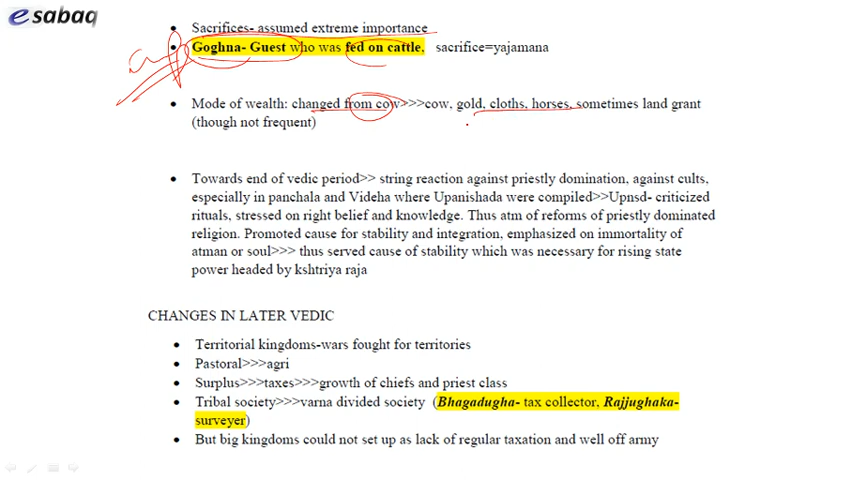 esabaq
Sacrifices- assumed extreme importance
Goghna- Guest who was fed on cattle, sacrifice=yajamana
Mode of wealth: changed from cow>>>cow, gold, cloths, horses, sometimes land grant
(though not frequent)
Towards end of vedic period>> string reaction against priestly domination, against cults,
especially in panchala and Videha where Upanishada were compiled>>Upnsd- criticized
rituals, stressed on right belief and knowledge. Thus atm of reforms of priestly dominated
religion. Promoted cause for stability and integration, emphasized on immortality of
atman or soul>>> thus served cause of stability which was necessary for rising state
power headed by kshtriya raja
CHANGES IN LATER VEDIC
Territorial kingdoms-wars fought for territories
Pastoral>>>agri
Surplus>>>taxes>>>growth of chiefs and priest class
Tribal society>>>varna divided society (Bhagadugha- tax collector, Rajjughaka-
surveyer)
But big kingdoms could not set up as lack of regular taxation and well off army